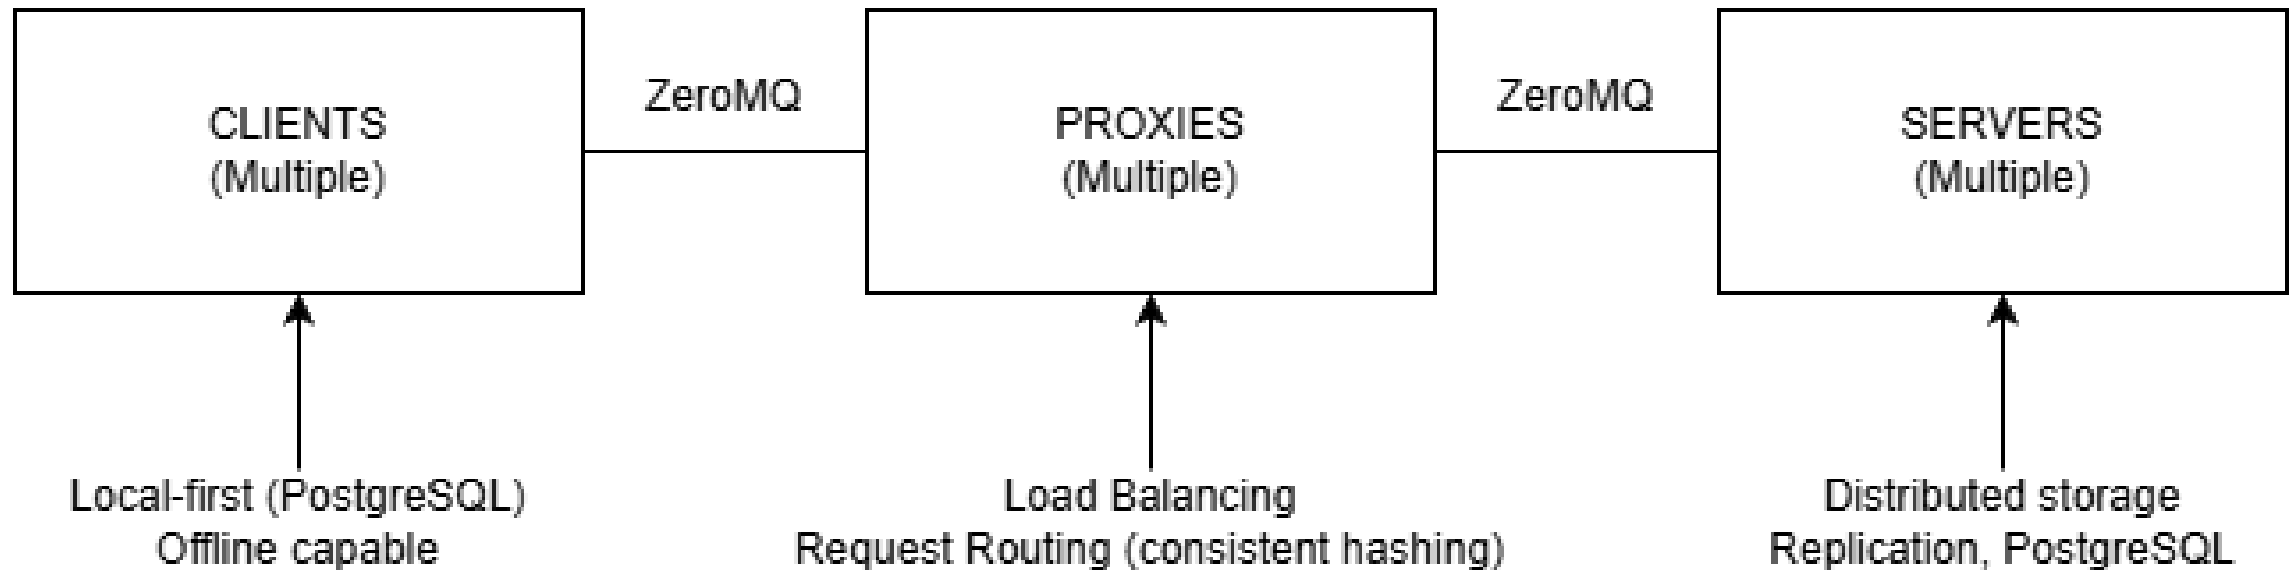 CLIENTS
(Multiple)
ZeroMQ
PROXIES
(Multiple)
ZeroMQ
SERVERS
(Multiple)
Local-first (PostgreSQL)
Offline capable
Load Balancing
Request Routing (consistent hashing)
Distributed storage
Replication, PostgreSQL